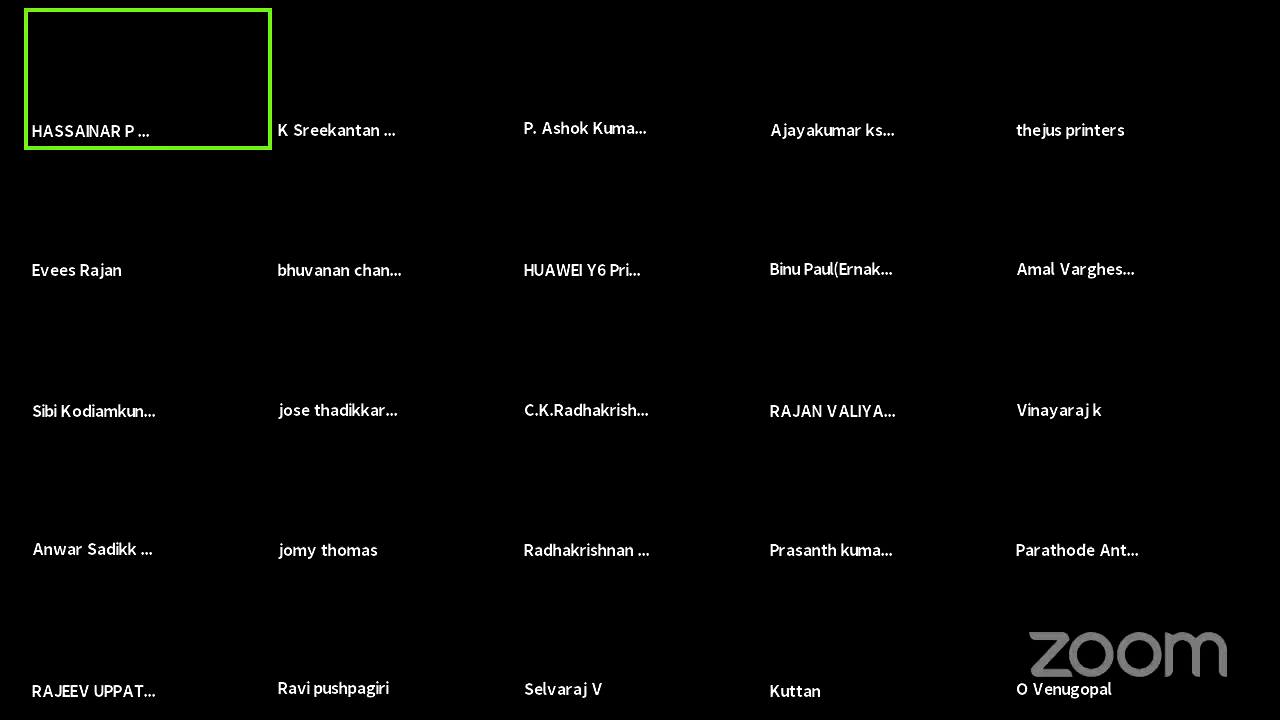 HASSAINAR P ...
K Sreekantan ...
P. Ashok Kuma...
Ajayakumar ks...
thejus printers
Evees Rajan
bhuvanan chan...
HUAWEI Y6 Pri...
Binu Paul(Ernak...
Amal Varghes...
Sibi Kodiamkun...
jose thadikkar...
C.K.Radhakrish...
RAJAN VALIYA...
Vinayaraj k
Anwar Sadikk ...
jomy thomas
Radhakrishnan ...
Prasanth kuma...
Parathode Ant...
zoom
RAJEEV UPPAT...
Ravi pushpagiri
Selvaraj V
Kuttan
O Venugopal